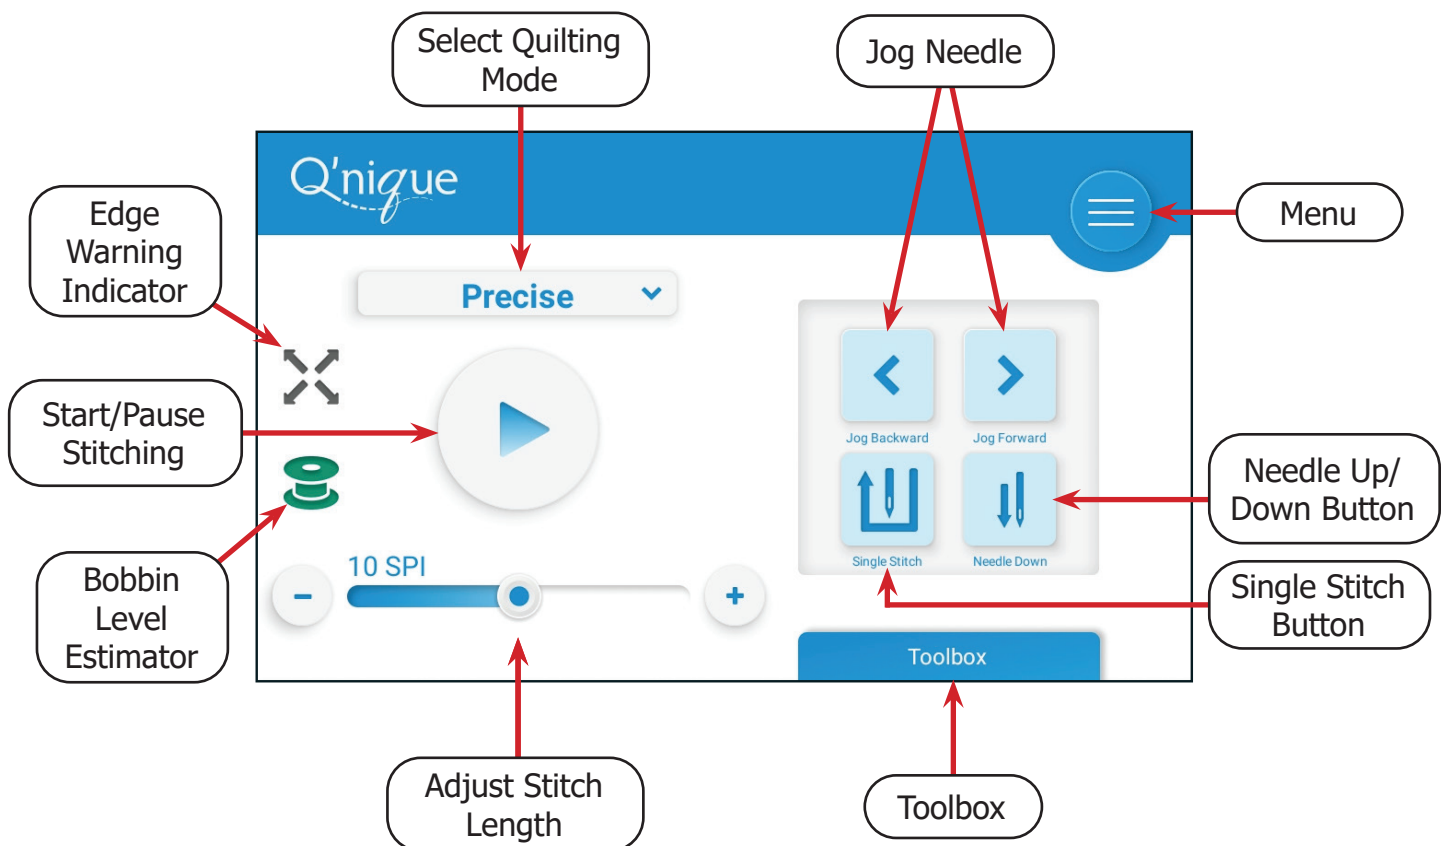 Select Quilting
Mode
Jog Needle
Q'nique
Edge
Warning
Indicator
Menu
Precise
Start/Pause
Stitching
Jog Backward
Jog Forward
Needle Up/
Down Button
10 SPI
-
+
Single Stitch
Needle Down
Bobbin
Level
Estimator
Single Stitch
Button
Toolbox
Adjust Stitch
Length
Toolbox